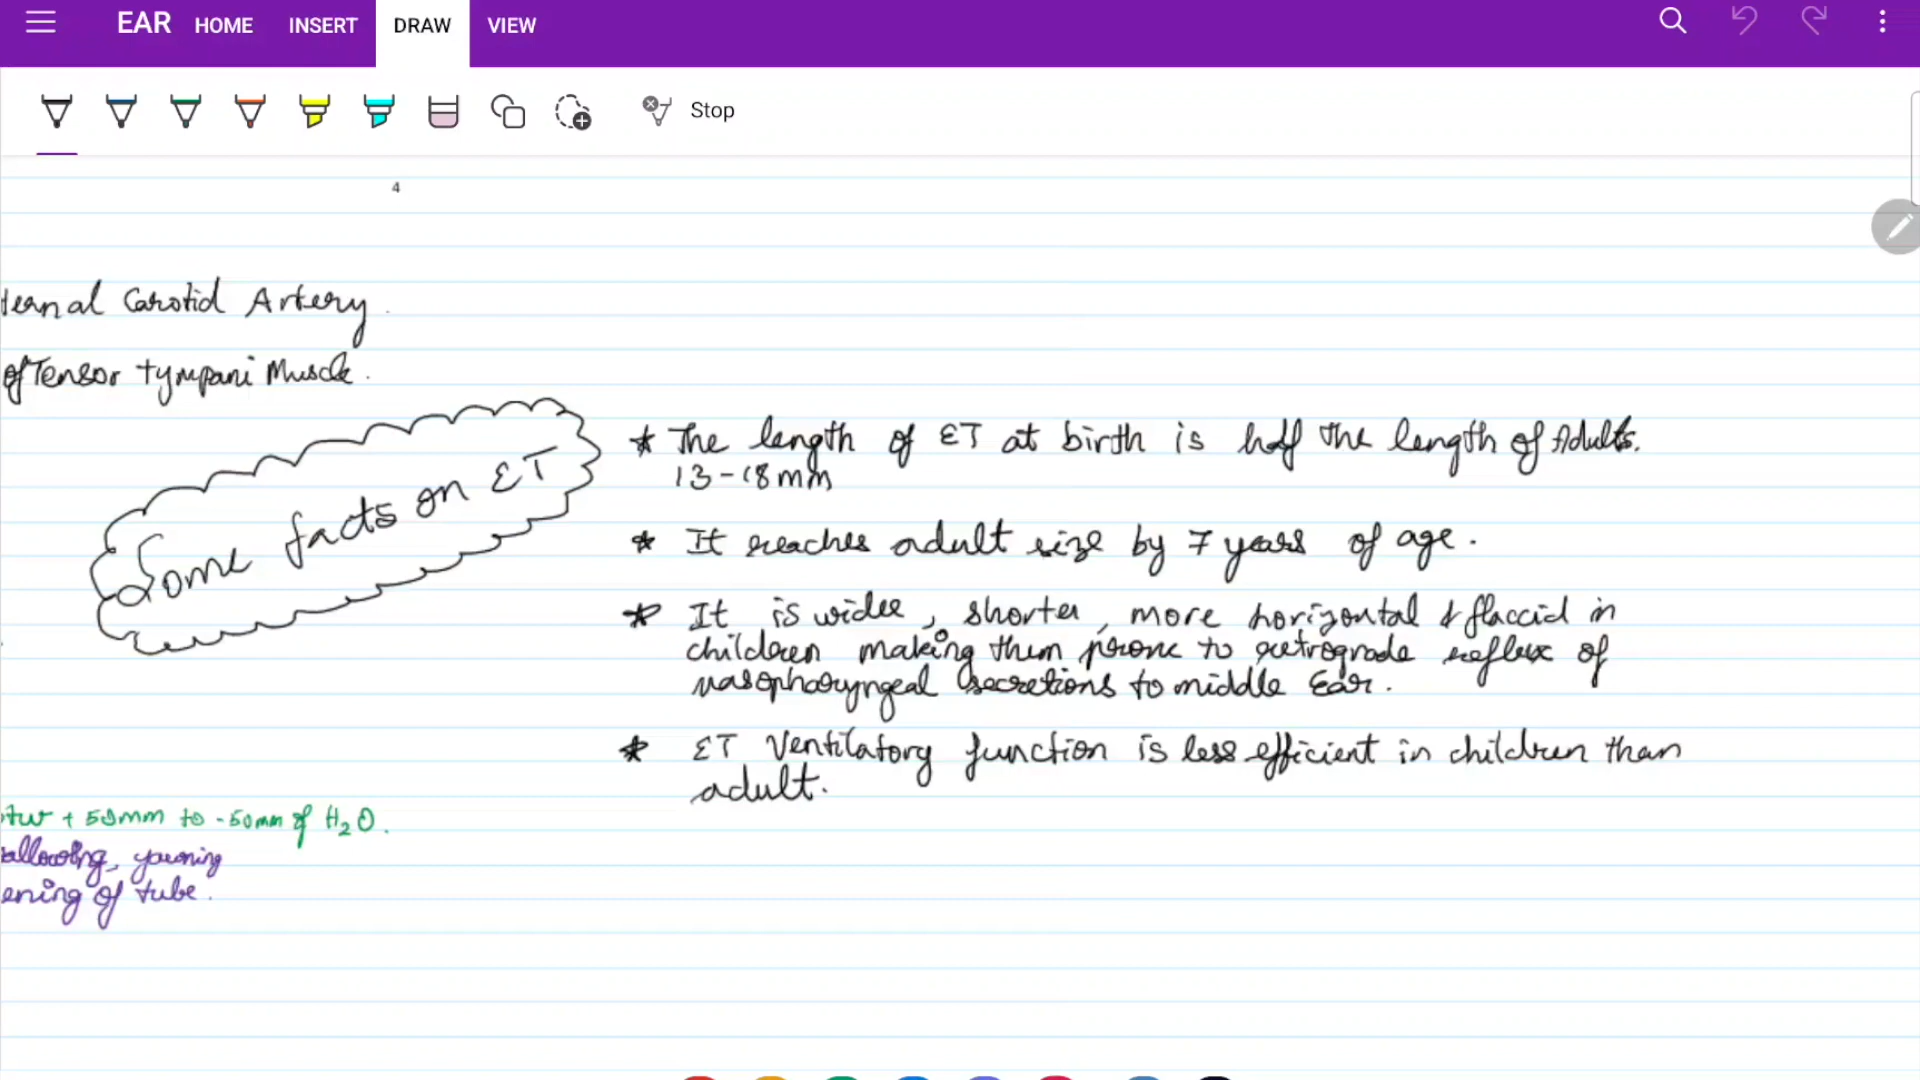 EAR HOME INSERT DRAW VIEW
Stop
4
ternal Carotid Artery.
of Tensor tympani Muscle.
Some facts on ET
* The length of ET at birth is half the length of Adults.
13-18mm
* It reaches adult size by 7 years of age.
* It is wider, shorter, more horizontal & flaccid in
children making them prone to retrograde reflux of
nasopharyngeal secretions to middle Ear.
* ET Ventilatory function is less efficient in children than
adult.
+50mm to -50mm of H2O.
allowing, yawning
ening of tube.